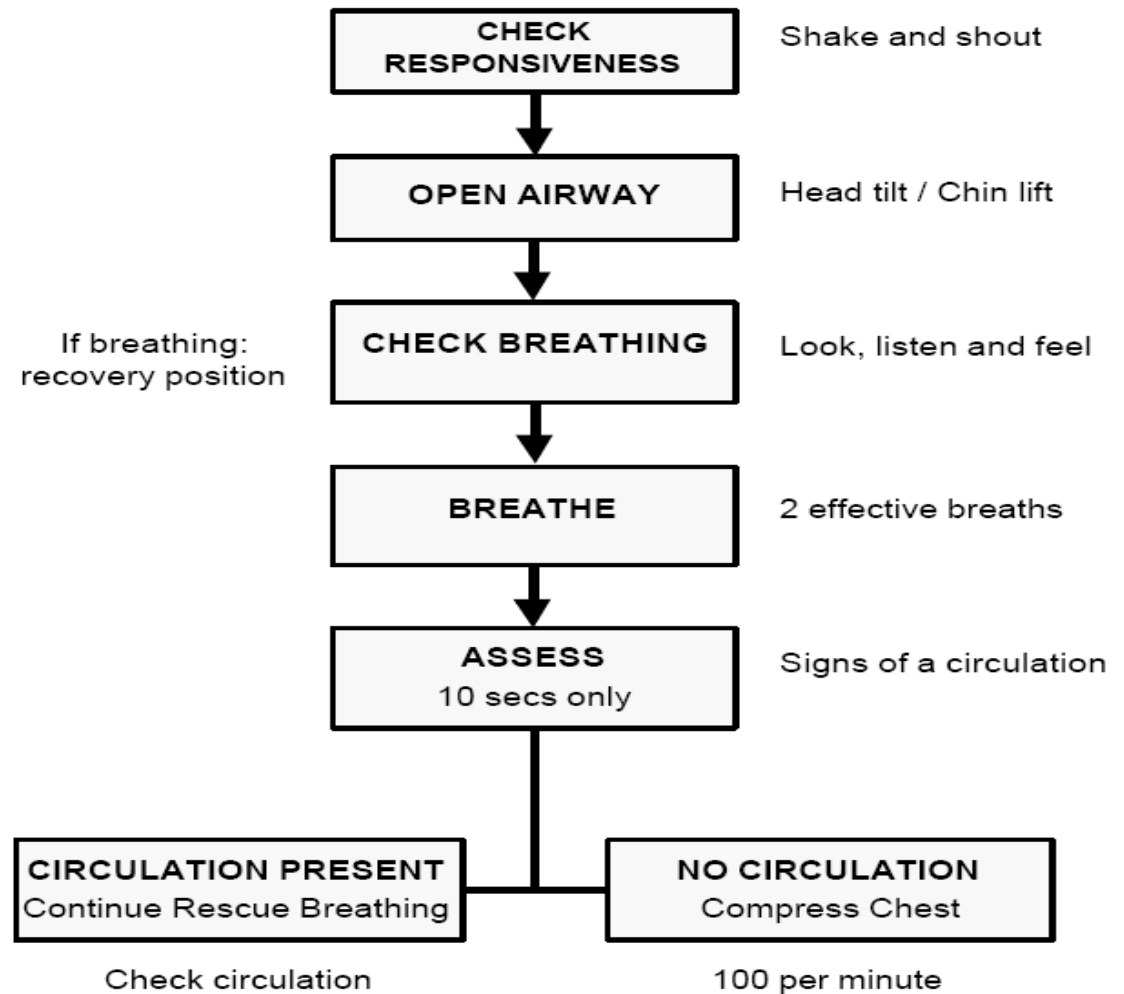 CHECK
RESPONSIVENESS
Shake and shout
OPEN AIRWAY
Head tilt / Chin lift
If breathing:
recovery position
CHECK BREATHING
Look, listen and feel
BREATHE
2 effective breaths
ASSESS
10 secs only
Signs of a circulation
CIRCULATION PRESENT
Continue Rescue Breathing
Check circulation
NO CIRCULATION
Compress Chest
100 per minute